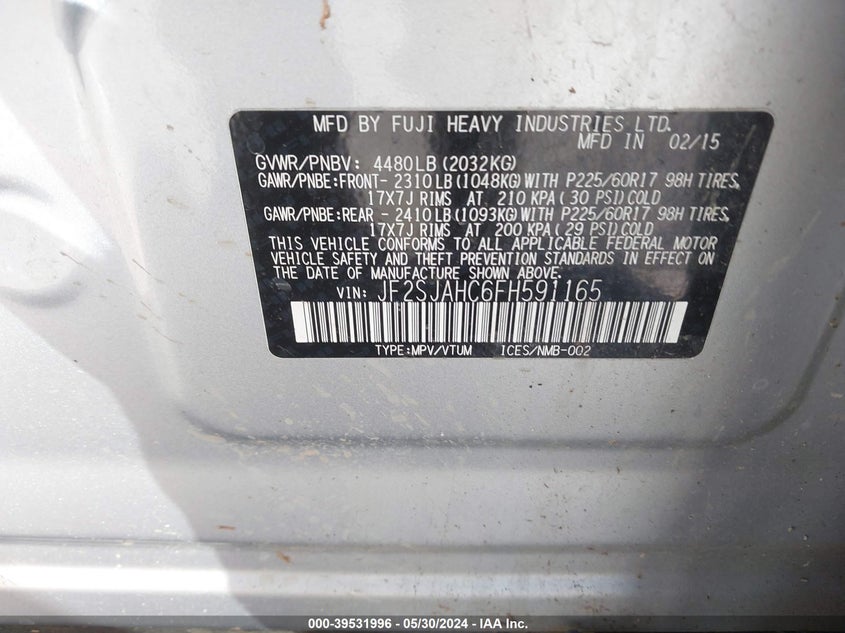 MFD BY FUJI HEAVY INDUSTRIES LTD.
MFD IN 02/15
GVWR/PNBV: 4480LB(2032KG)
GAWR/PNBE:FRONT- 2310LB(1048KG)WITH P225/60R17 98H TIRES,
17X7J RIMS AT 210 KPA( 30 PSI)COLD
GAWR/PNBE:REAR - 2410LB(1093KG)WITH P225/60R17 98H TIRES,
17X7J RIMS AT 200 KPA(29 PSI)COLD
THIS VEHICLE CONFORMS TO ALL APPLICABLE FEDERAL MOTOR
VEHICLE SAFETY AND THEFT PREVENTION STANDARDS IN EFFECT ON
THE DATE OF MANUFACTURE SHOWN ABOVE.
VIN: JF2SJAHC6FH591165
TYPE:MPV/VTUM ICES/NMB-002
000-39531996 - 05/30/2024 - IAA Inc.